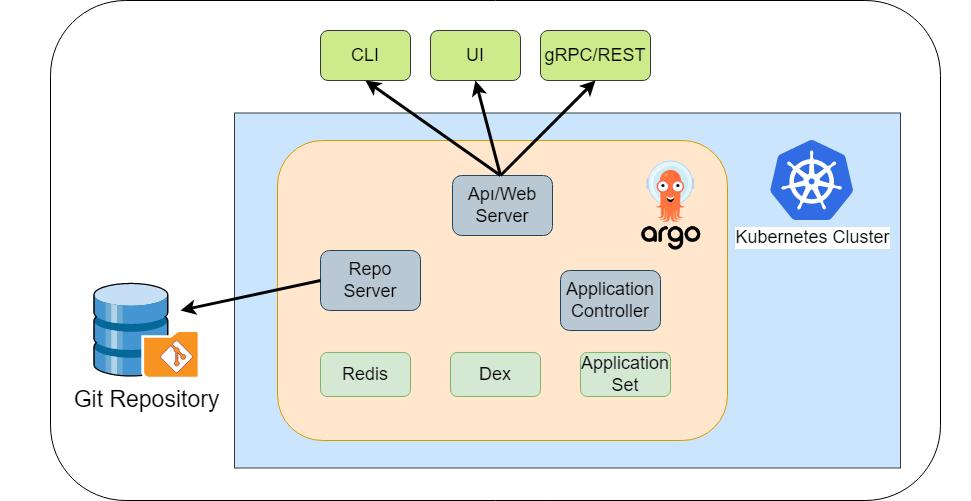 CLI
UI
gRPC/REST
Apı/Web
Server
argo
Kubernetes Cluster
Repo
Server
Application
Controller
Redis
Dex
Application
Set
Git Repository